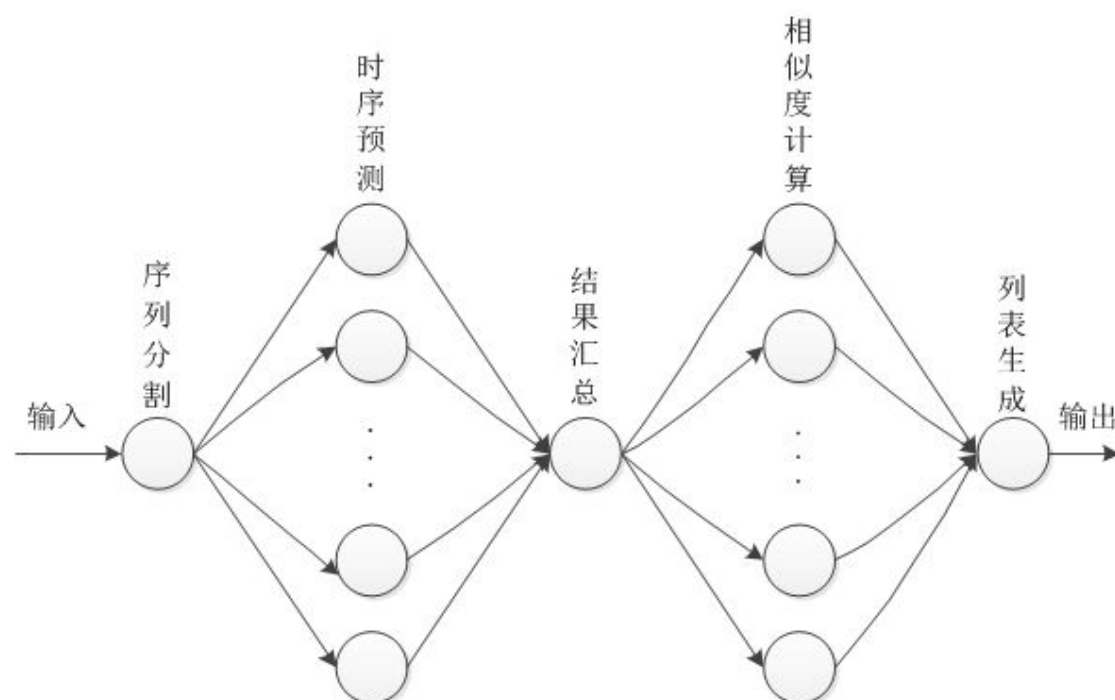 输入
序列分割
时序预测
结果汇总
相似度计算
列表生成
输出